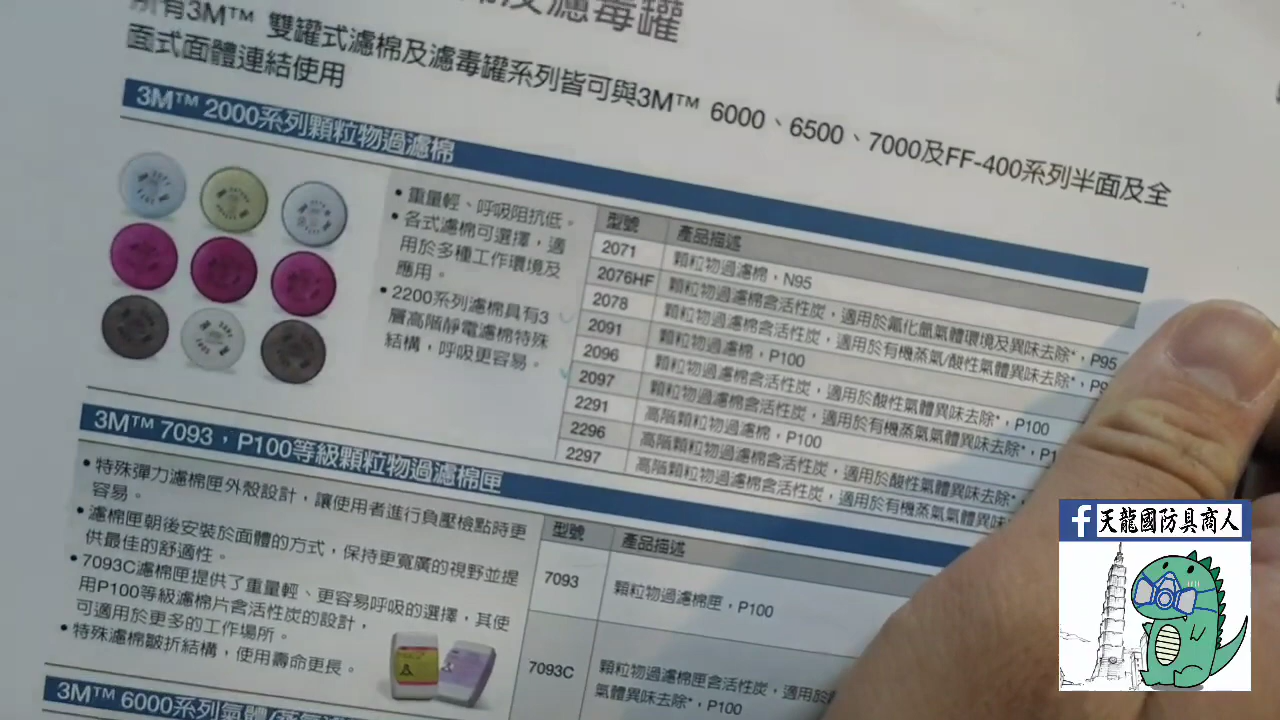 及濾毒罐
所有3M™ 雙罐式濾棉及濾毒罐系列皆可與3M™ 6000、6500、7000及FF-400系列半面及全
面式面體連結使用
3M™ 2000系列顆粒物過濾棉
• 重量輕、呼吸阻抗低。
• 各式濾棉可選擇，適
用於多種工作環境及
應用。
• 2200系列濾棉具有3
層高階靜電濾棉特殊
結構，呼吸更容易。
型號 產品描述
2071 顆粒物過濾棉，N95
2076HF 顆粒物過濾棉含活性炭，適用於氟化氫氣體環境及異味去除*，P95
2078 顆粒物過濾棉含活性炭，適用於有機蒸氣/酸性氣體異味去除*，P9
2091 顆粒物過濾棉，P100
2096 顆粒物過濾棉含活性炭，適用於酸性氣體異味去除*，P100
2097 顆粒物過濾棉含活性炭，適用於有機蒸氣氣體異味去除*，P1
2291 高階顆粒物過濾棉，P100
2296 高階顆粒物過濾棉含活性炭，適用於酸性氣體異味去除*，
2297 高階顆粒物過濾棉含活性炭，適用於有機蒸氣氣體異味去除
3M™ 7093，P100等級顆粒物過濾棉匣
• 特殊彈力濾棉匣外殼設計，讓使用者進行負壓檢點時更
容易。
• 濾棉匣朝後安裝於面體的方式，保持更寬廣的視野並提
供最佳的舒適性。
• 7093C濾棉匣提供了重量輕、更容易呼吸的選擇，其使
用P100等級濾棉片含活性炭的設計，
可適用於更多的工作場所。
• 特殊濾棉皺折結構，使用壽命更長。
型號 產品描述
7093 顆粒物過濾棉匣，P100
7093C 顆粒物過濾棉匣含活性炭，適用於
氣體異味去除*，P100
3M™ 6000系列氣體
f 天龍國防具商人